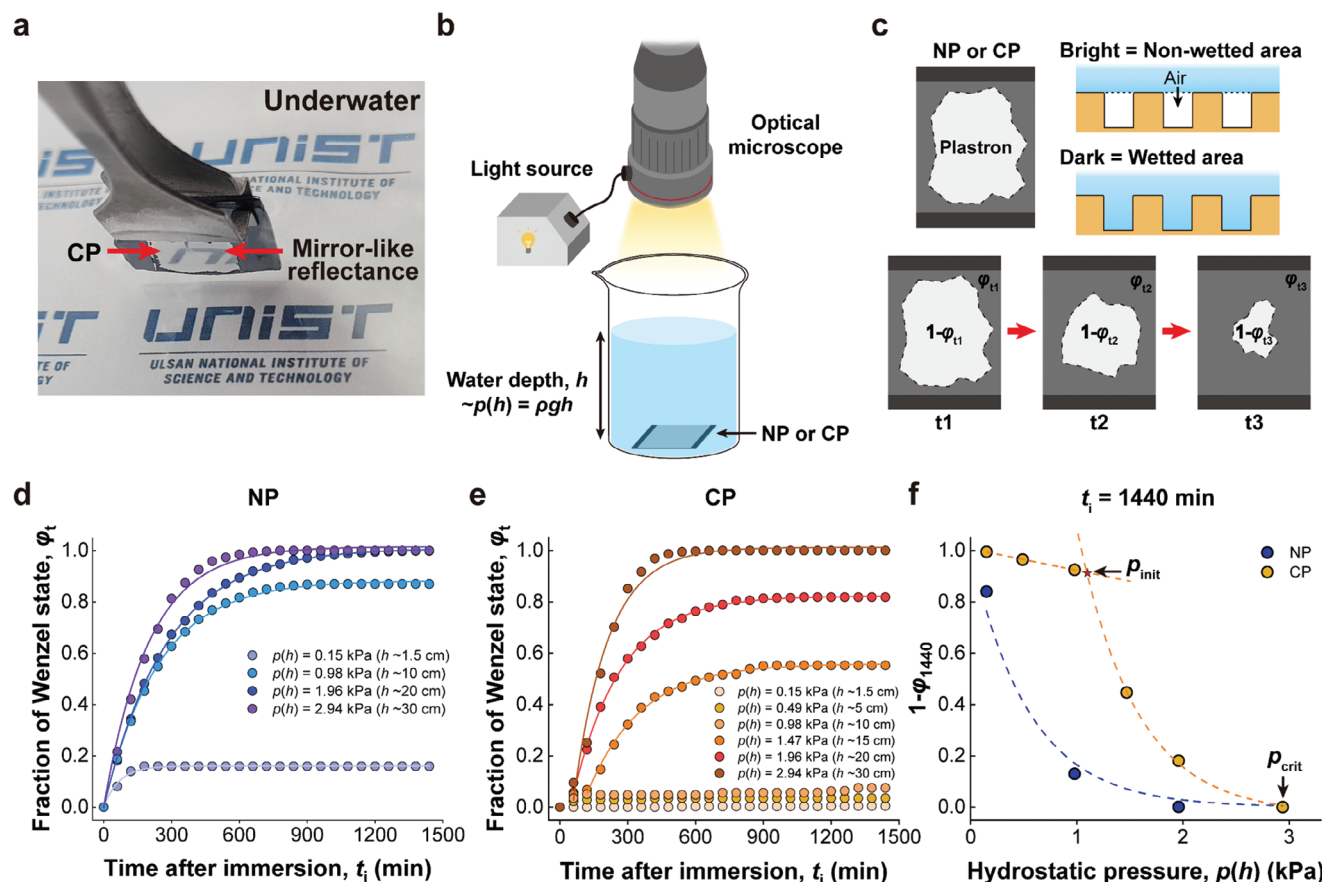 a
Underwater
UNIST
NATIONAL INSTITUTE OF
AND TECHNOLOGY
INSTITUTE
TECHNOLOGY
CP
Mirror-like
reflectance
UNIST
ULSAN NATIONAL INSTITUTE OF
SCIENCE AND TECHNOLOGY
TE OF
OLOGY
b
Optical
microscope
Light source
Water depth, h
~p(h) = ρgh
NP or CP
c
NP or CP
Plastron
Bright = Non-wetted area
Air
Dark = Wetted area
φt1
1-φt1
t1
φt2
1-φt2
t2
φt3
1-φt3
t3
d
NP
Fraction of Wenzel state, φt
1.0
0.8
0.6
0.4
0.2
0.0
p(h) = 0.15 kPa (h ~1.5 cm)
p(h) = 0.98 kPa (h ~10 cm)
p(h) = 1.96 kPa (h ~20 cm)
p(h) = 2.94 kPa (h ~30 cm)
0 300 600 900 1200 1500
Time after immersion, ti (min)
e
CP
Fraction of Wenzel state, φt
1.0
0.8
0.6
0.4
0.2
0.0
p(h) = 0.15 kPa (h ~1.5 cm)
p(h) = 0.49 kPa (h ~5 cm)
p(h) = 0.98 kPa (h ~10 cm)
p(h) = 1.47 kPa (h ~15 cm)
p(h) = 1.96 kPa (h ~20 cm)
p(h) = 2.94 kPa (h ~30 cm)
0 300 600 900 1200 1500
Time after immersion, ti (min)
f
ti = 1440 min
1-φ1440
1.0
0.8
0.6
0.4
0.2
0.0
NP
CP
pinit
pcrit
0 1 2 3
Hydrostatic pressure, p(h) (kPa)